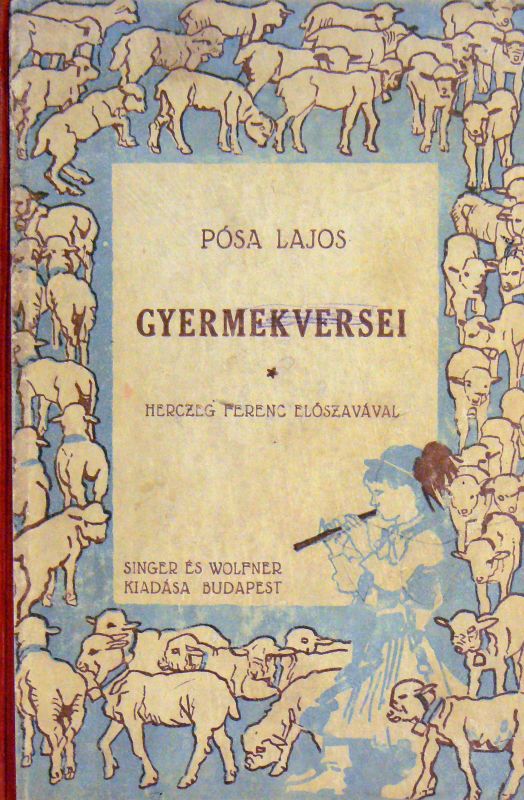 PÓSA LAJOS
GYERMEKVERSEI
HERCZEG FERENC ELŐSZAVÁVAL
SINGER ÉS WOLFNER
KIADÁSA BUDAPEST